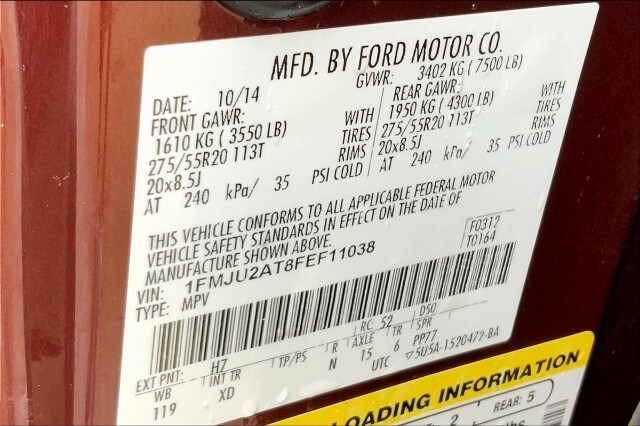 MFD. BY FORD MOTOR CO.
DATE: 10/14 GVWR: 3402 KG ( 7500 LB)
FRONT GAWR: REAR GAWR:
1610 KG ( 3550 LB) WITH 1950 KG ( 4300 LB) WITH
275/55R20 113T TIRES 275/55R20 113T TIRES
20x8.5J RIMS 20x8.5J RIMS
AT 240 kPa/ 35 PSI COLD AT 240 kPa/ 35 PSI COLD
THIS VEHICLE CONFORMS TO ALL APPLICABLE FEDERAL MOTOR
VEHICLE SAFETY STANDARDS IN EFFECT ON THE DATE OF
MANUFACTURE SHOWN ABOVE. F0312
VIN: 1FMJU2AT8FEF11038 T0164
TYPE: MPV
EXT PNT: H7 RC: 52 DSO:
WB INT TR TP/PS R AXLE TR SPR
119 XD N 15 6 PP77
UTC 5U5A-1520472-BA
LOADING INFORMATION
2 REAR: 5
lbs